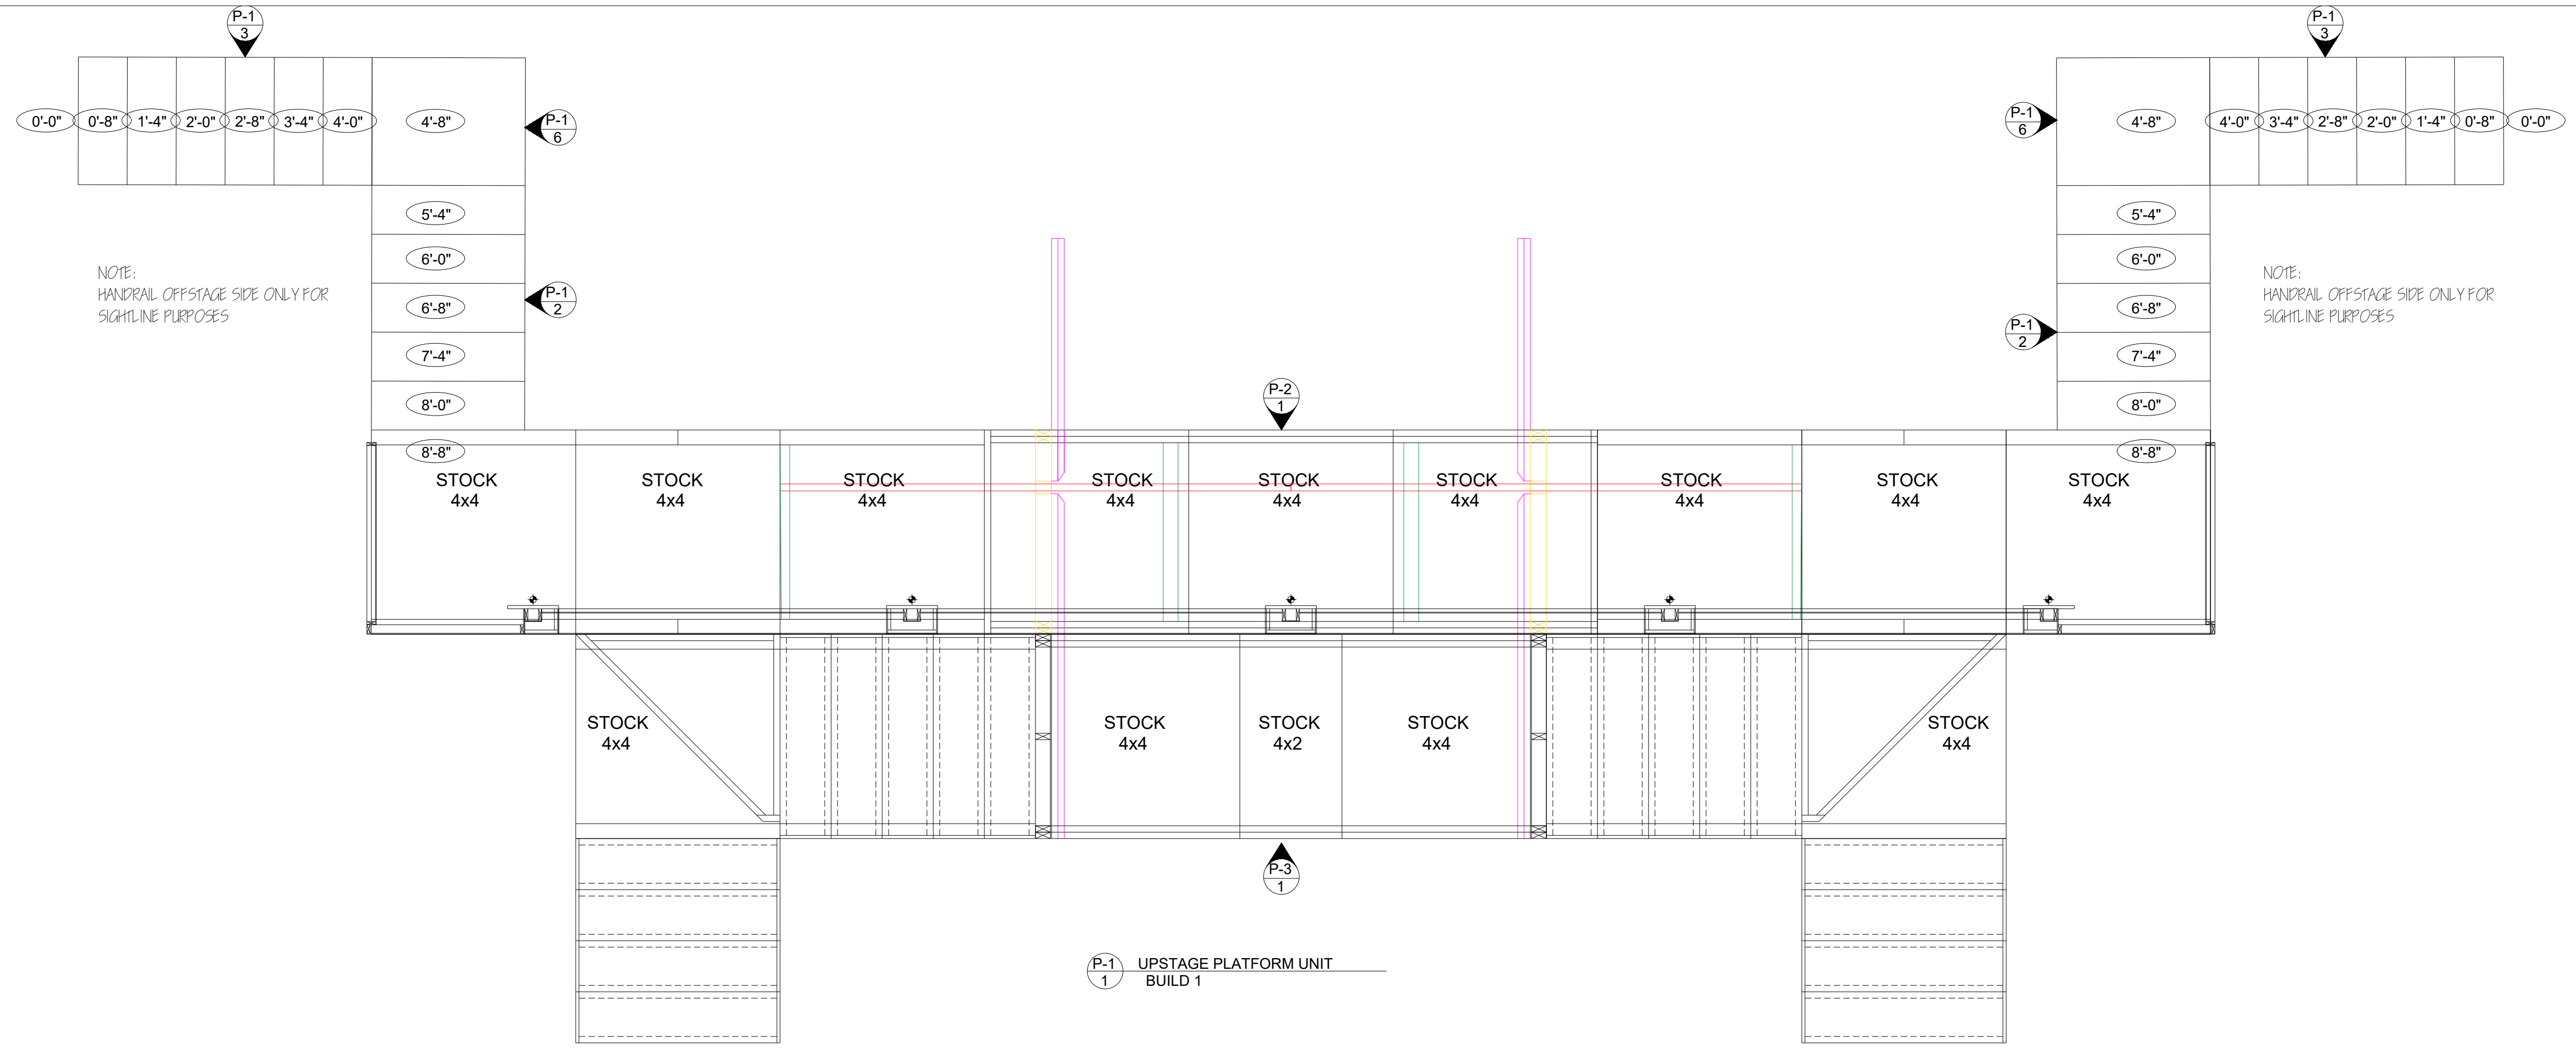 P-1
3
P-1
3
0'-0"
0'-8"
1'-4"
2'-0"
2'-8"
3'-4"
4'-0"
4'-8"
P-1
6
P-1
6
4'-8"
4'-0"
3'-4"
2'-8"
2'-0"
1'-4"
0'-8"
0'-0"
5'-4"
6'-0"
6'-8"
7'-4"
8'-0"
8'-8"
5'-4"
6'-0"
6'-8"
7'-4"
8'-0"
8'-8"
NOTE:
HANDRAIL OFFSTAGE SIDE ONLY FOR
SIGHTLINE PURPOSES
P-1
2
P-1
2
NOTE:
HANDRAIL OFFSTAGE SIDE ONLY FOR
SIGHTLINE PURPOSES
P-2
1
STOCK
4x4
STOCK
4x4
STOCK
4x4
STOCK
4x4
STOCK
4x4
STOCK
4x4
STOCK
4x4
STOCK
4x4
STOCK
4x4
STOCK
4x4
STOCK
4x4
STOCK
4x2
STOCK
4x4
STOCK
4x4
P-3
1
P-1
1
UPSTAGE PLATFORM UNIT
BUILD 1